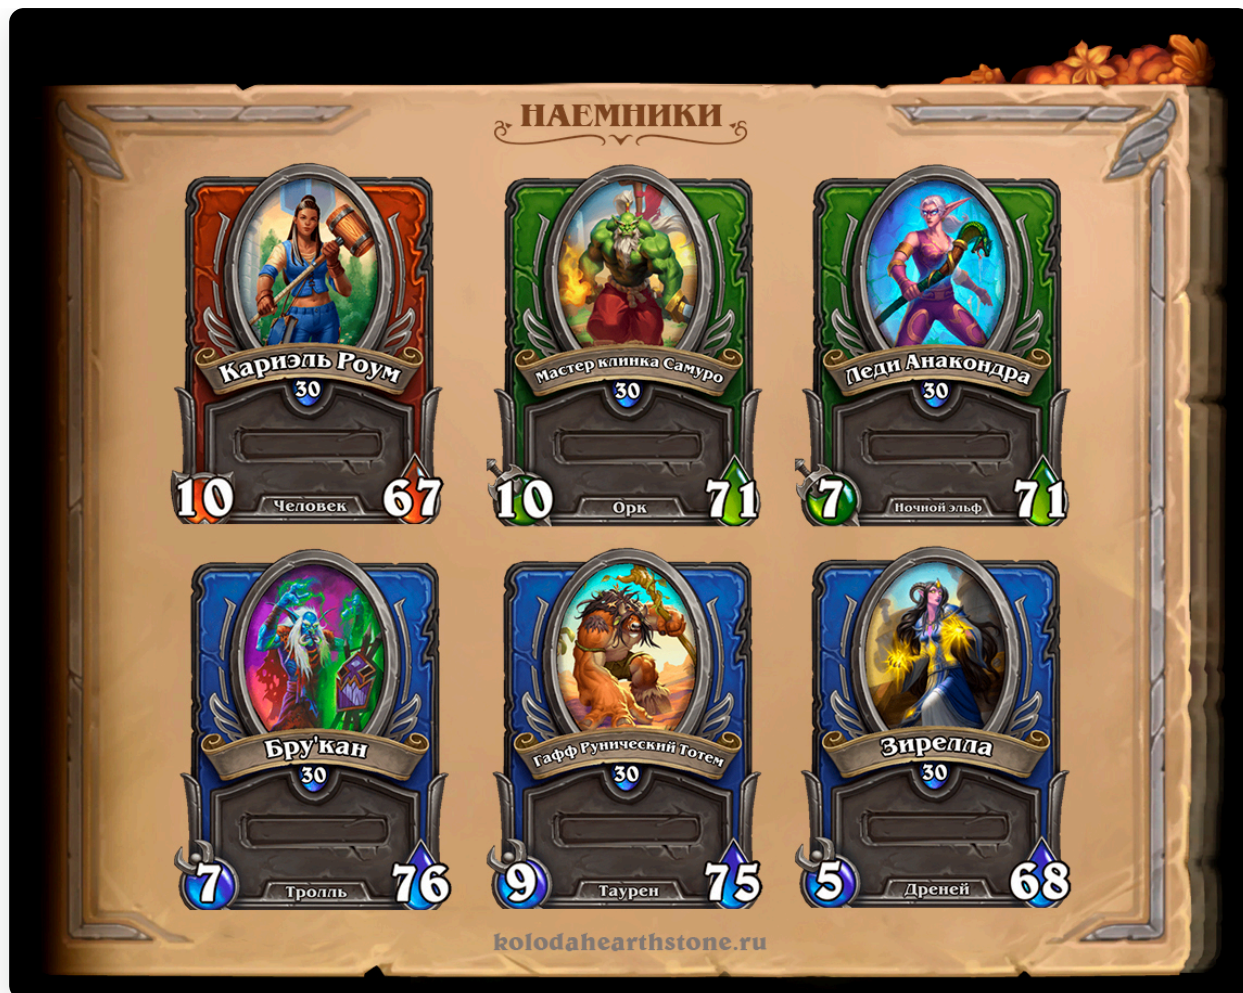 НАЕМНИКИ
Кариэль Роум
30
10
Человек
67
Мастер клинка Самуро
30
10
Орк
71
Леди Анакондра
30
7
Ночной эльф
71
Бру'кан
30
7
Тролль
76
Гафф Рунический Тотем
30
9
Таурен
75
Зирелла
30
5
Дреней
68
kolodahearthstone.ru